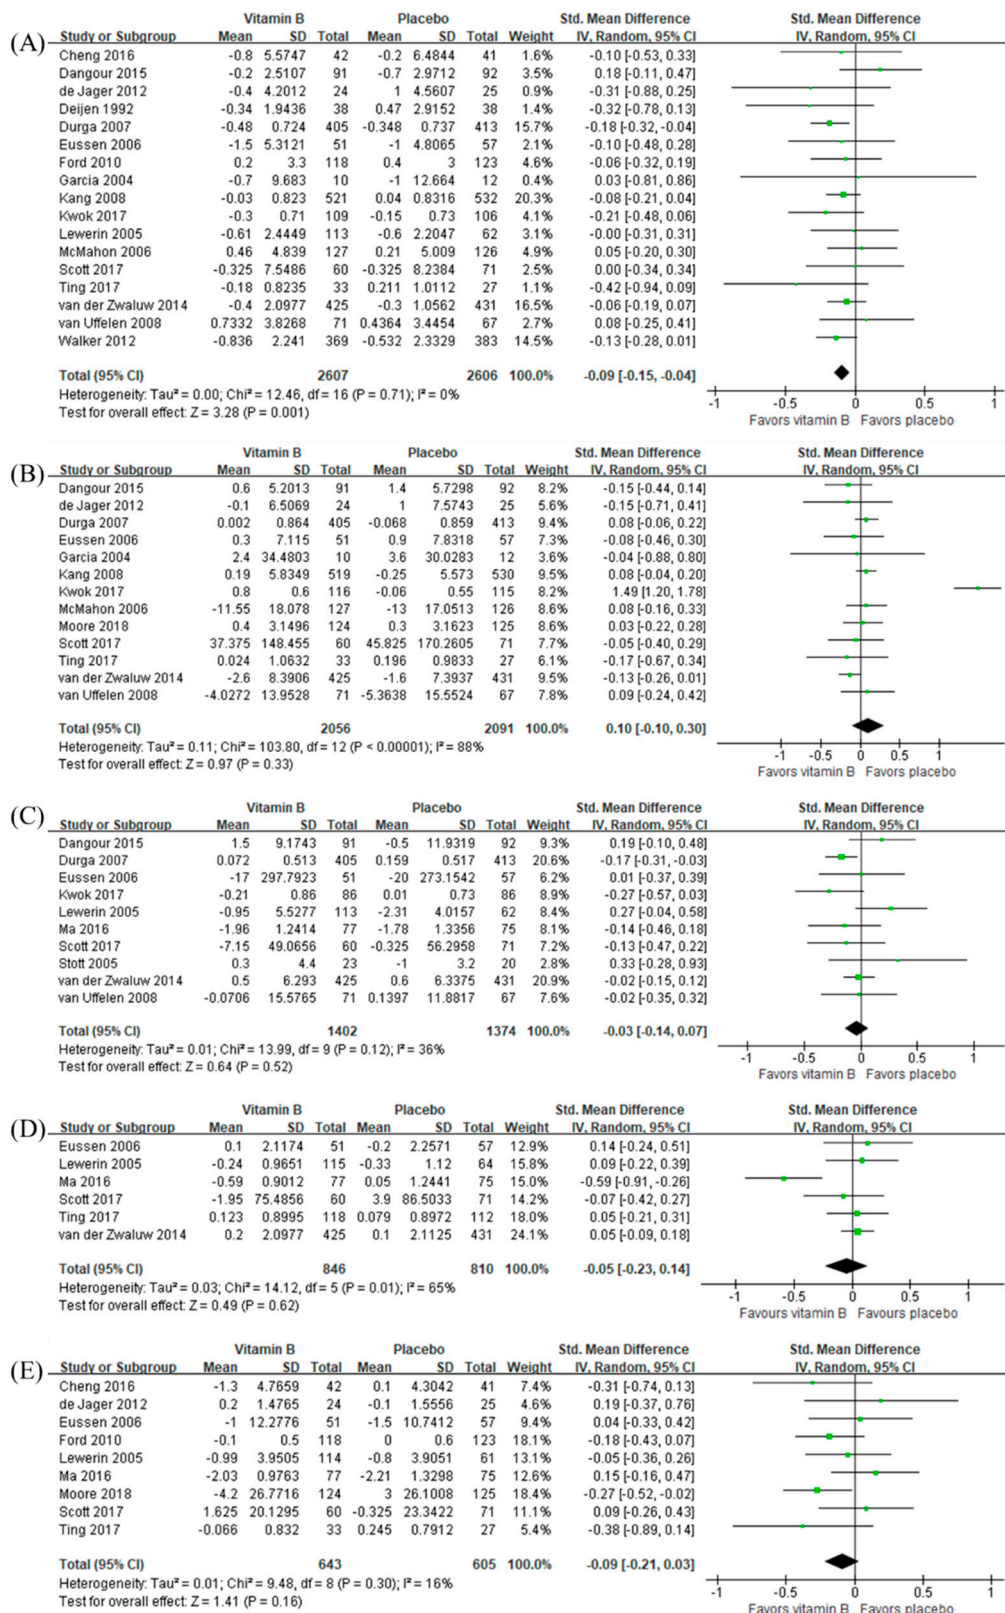 (A)
Vitamin B Placebo Std. Mean Difference Std. Mean Difference
Study or Subgroup Mean SD Total Mean SD Total Weight IV, Random, 95% CI IV, Random, 95% CI
Cheng 2016 -0.8 5.5747 42 -0.2 6.4844 41 1.6% -0.10 [-0.53, 0.33]
Dangour 2015 -0.2 2.5107 91 -0.7 2.9712 92 3.5% 0.18 [-0.11, 0.47]
de Jager 2012 -0.4 4.2012 24 1 4.5607 25 0.9% -0.31 [-0.88, 0.25]
Deijen 1992 -0.34 1.9436 38 0.47 2.9152 38 1.4% -0.32 [-0.78, 0.13]
Durga 2007 -0.48 0.724 405 -0.348 0.737 413 15.7% -0.18 [-0.32, -0.04]
Eussen 2006 -1.5 5.3121 51 -1 4.8065 57 2.1% -0.10 [-0.48, 0.28]
Ford 2010 0.2 3.3 118 0.4 3 123 4.6% -0.06 [-0.32, 0.19]
Garcia 2004 -0.7 9.683 10 -1 12.664 12 0.4% 0.03 [-0.81, 0.86]
Kang 2008 -0.03 0.823 521 0.04 0.8316 532 20.3% -0.08 [-0.21, 0.04]
Kwok 2017 -0.3 0.71 109 -0.15 0.73 106 4.1% -0.21 [-0.48, 0.06]
Lewerin 2005 -0.61 2.4449 113 -0.6 2.2047 62 3.1% -0.00 [-0.31, 0.31]
McMahon 2006 0.46 4.839 127 0.21 5.009 126 4.9% 0.05 [-0.20, 0.30]
Scott 2017 -0.325 7.5486 60 -0.325 8.2384 71 2.5% 0.00 [-0.34, 0.34]
Ting 2017 -0.18 0.8235 33 0.211 1.0112 27 1.1% -0.42 [-0.94, 0.09]
van der Zwaluw 2014 -0.4 2.0977 425 -0.3 1.0562 431 16.5% -0.06 [-0.19, 0.07]
van Uffelen 2008 0.7332 3.8268 71 0.4364 3.4454 67 2.7% 0.08 [-0.25, 0.41]
Walker 2012 -0.836 2.241 369 -0.532 2.3329 383 14.5% -0.13 [-0.28, 0.01]
Total (95% CI) 2607 2606 100.0% -0.09 [-0.15, -0.04]
Heterogeneity: Tau² = 0.00; Chi² = 12.46, df = 16 (P = 0.71); I² = 0%
Test for overall effect: Z = 3.28 (P = 0.001)
-1 -0.5 0 0.5 1
Favors vitamin B Favors placebo
(B)
Vitamin B Placebo Std. Mean Difference Std. Mean Difference
Study or Subgroup Mean SD Total Mean SD Total Weight IV, Random, 95% CI IV, Random, 95% CI
Dangour 2015 0.6 5.2013 91 1.4 5.7298 92 8.2% -0.15 [-0.44, 0.14]
de Jager 2012 -0.1 6.5069 24 1 7.5743 25 5.6% -0.15 [-0.71, 0.41]
Durga 2007 0.002 0.864 405 -0.068 0.859 413 9.4% 0.08 [-0.06, 0.22]
Eussen 2006 0.3 7.115 51 0.9 7.8318 57 7.3% -0.08 [-0.46, 0.30]
Garcia 2004 2.4 34.4803 10 3.6 30.0283 12 3.7% -0.04 [-0.88, 0.80]
Kang 2008 0.19 5.8349 519 -0.25 5.573 530 9.5% 0.08 [-0.04, 0.20]
Kwok 2017 0.8 0.6 116 -0.06 0.55 115 8.2% 1.49 [1.20, 1.78]
McMahon 2006 -11.55 18.078 127 -13 17.0513 126 8.6% 0.08 [-0.16, 0.33]
Moore 2018 0.4 3.1496 124 0.3 3.1623 125 8.6% 0.03 [-0.22, 0.28]
Scott 2017 37.375 148.455 60 45.825 170.2605 71 7.7% -0.05 [-0.40, 0.29]
Ting 2017 0.024 1.0632 33 0.196 0.9833 27 6.1% -0.17 [-0.67, 0.34]
van der Zwaluw 2014 -2.6 8.3906 425 -1.6 7.3937 431 9.5% -0.13 [-0.26, 0.01]
van Uffelen 2008 -4.0272 13.9528 71 -5.3638 15.5524 67 7.8% 0.09 [-0.24, 0.42]
Total (95% CI) 2056 2091 100.0% 0.10 [-0.10, 0.30]
Heterogeneity: Tau² = 0.11; Chi² = 103.80, df = 12 (P < 0.00001); I² = 88%
Test for overall effect: Z = 0.97 (P = 0.33)
-1 -0.5 0 0.5 1
Favors vitamin B Favors placebo
(C)
Vitamin B Placebo Std. Mean Difference Std. Mean Difference
Study or Subgroup Mean SD Total Mean SD Total Weight IV, Random, 95% CI IV, Random, 95% CI
Dangour 2015 1.5 9.1743 91 -0.5 11.9319 92 9.3% 0.19 [-0.10, 0.48]
Durga 2007 0.072 0.513 405 0.159 0.517 413 20.6% -0.17 [-0.31, -0.03]
Eussen 2006 -17 297.7923 51 -20 273.1542 57 6.2% 0.01 [-0.37, 0.39]
Kwok 2017 -0.21 0.86 86 0.01 0.73 86 8.9% -0.27 [-0.57, 0.03]
Lewerin 2005 -0.95 5.5277 113 -2.31 4.0157 62 8.4% 0.27 [-0.04, 0.58]
Ma 2016 -1.96 1.2414 77 -1.78 1.3356 75 8.1% -0.14 [-0.46, 0.18]
Scott 2017 -7.15 49.0656 60 -0.325 56.2958 71 7.2% -0.13 [-0.47, 0.22]
Stott 2005 0.3 4.4 23 -1 3.2 20 2.8% 0.33 [-0.28, 0.93]
van der Zwaluw 2014 0.5 6.293 425 0.6 6.3375 431 20.9% -0.02 [-0.15, 0.12]
van Uffelen 2008 -0.0706 15.5765 71 0.1397 11.8817 67 7.6% -0.02 [-0.35, 0.32]
Total (95% CI) 1402 1374 100.0% -0.03 [-0.14, 0.07]
Heterogeneity: Tau² = 0.01; Chi² = 13.99, df = 9 (P = 0.12); I² = 36%
Test for overall effect: Z = 0.64 (P = 0.52)
-1 -0.5 0 0.5 1
Favors vitamin B Favors placebo
(D)
Vitamin B Placebo Std. Mean Difference Std. Mean Difference
Study or Subgroup Mean SD Total Mean SD Total Weight IV, Random, 95% CI IV, Random, 95% CI
Eussen 2006 0.1 2.1174 51 -0.2 2.2571 57 12.9% 0.14 [-0.24, 0.51]
Lewerin 2005 -0.24 0.9651 115 -0.33 1.12 64 15.8% 0.09 [-0.22, 0.39]
Ma 2016 -0.59 0.9012 77 0.05 1.2441 75 15.0% -0.59 [-0.91, -0.26]
Scott 2017 -1.95 75.4856 60 3.9 86.5033 71 14.2% -0.07 [-0.42, 0.27]
Ting 2017 0.123 0.8995 118 0.079 0.8972 112 18.0% 0.05 [-0.21, 0.31]
van der Zwaluw 2014 0.2 2.0977 425 0.1 2.1125 431 24.1% 0.05 [-0.09, 0.18]
Total (95% CI) 846 810 100.0% -0.05 [-0.23, 0.14]
Heterogeneity: Tau² = 0.03; Chi² = 14.12, df = 5 (P = 0.01); I² = 65%
Test for overall effect: Z = 0.49 (P = 0.62)
-1 -0.5 0 0.5 1
Favours vitamin B Favours placebo
(E)
Vitamin B Placebo Std. Mean Difference Std. Mean Difference
Study or Subgroup Mean SD Total Mean SD Total Weight IV, Random, 95% CI IV, Random, 95% CI
Cheng 2016 -1.3 4.7659 42 0.1 4.3042 41 7.4% -0.31 [-0.74, 0.13]
de Jager 2012 0.2 1.4765 24 -0.1 1.5556 25 4.6% 0.19 [-0.37, 0.76]
Eussen 2006 -1 12.2776 51 -1.5 10.7412 57 9.4% 0.04 [-0.33, 0.42]
Ford 2010 -0.1 0.5 118 0 0.6 123 18.1% -0.18 [-0.43, 0.07]
Lewerin 2005 -0.99 3.9505 114 -0.8 3.9051 61 13.1% -0.05 [-0.36, 0.26]
Ma 2016 -2.03 0.9763 77 -2.21 1.3298 75 12.6% 0.15 [-0.16, 0.47]
Moore 2018 -4.2 26.7716 124 3 26.1008 125 18.4% -0.27 [-0.52, -0.02]
Scott 2017 1.625 20.1295 60 -0.325 23.3422 71 11.1% 0.09 [-0.26, 0.43]
Ting 2017 -0.066 0.832 33 0.245 0.7912 27 5.4% -0.38 [-0.89, 0.14]
Total (95% CI) 643 605 100.0% -0.09 [-0.21, 0.03]
Heterogeneity: Tau² = 0.01; Chi² = 9.48, df = 8 (P = 0.30); I² = 16%
Test for overall effect: Z = 1.41 (P = 0.16)
-1 -0.5 0 0.5 1
Favors vitamin B Favors placebo